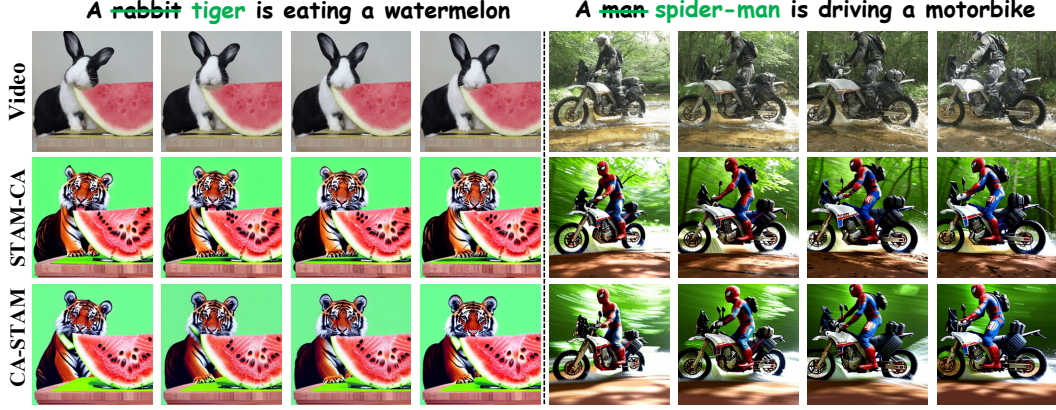 A rabbit tiger is eating a watermelon
A man spider-man is driving a motorbike
Video
STAM-CA
CA-STAM